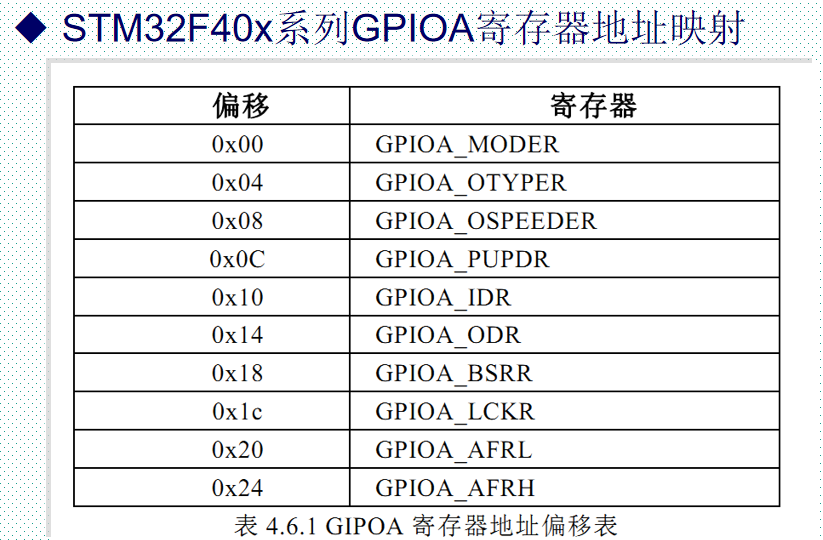 ◆ STM32F40x系列GPIOA寄存器地址映射
偏移 寄存器
0x00 GPIOA_MODER
0x04 GPIOA_OTYPER
0x08 GPIOA_OSPEEDER
0x0C GPIOA_PUPDR
0x10 GPIOA_IDR
0x14 GPIOA_ODR
0x18 GPIOA_BSRR
0x1c GPIOA_LCKR
0x20 GPIOA_AFRL
0x24 GPIOA_AFRH
表 4.6.1 GIPOA 寄存器地址偏移表